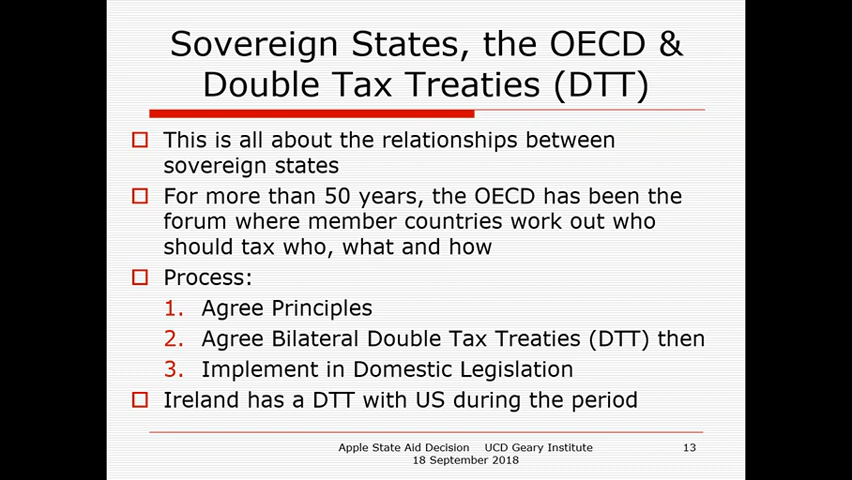 Sovereign States, the OECD &
Double Tax Treaties (DTT)
This is all about the relationships between
sovereign states
For more than 50 years, the OECD has been the
forum where member countries work out who
should tax who, what and how
Process:
1. Agree Principles
2. Agree Bilateral Double Tax Treaties (DTT) then
3. Implement in Domestic Legislation
Ireland has a DTT with US during the period
Apple State Aid Decision UCD Geary Institute 13
18 September 2018